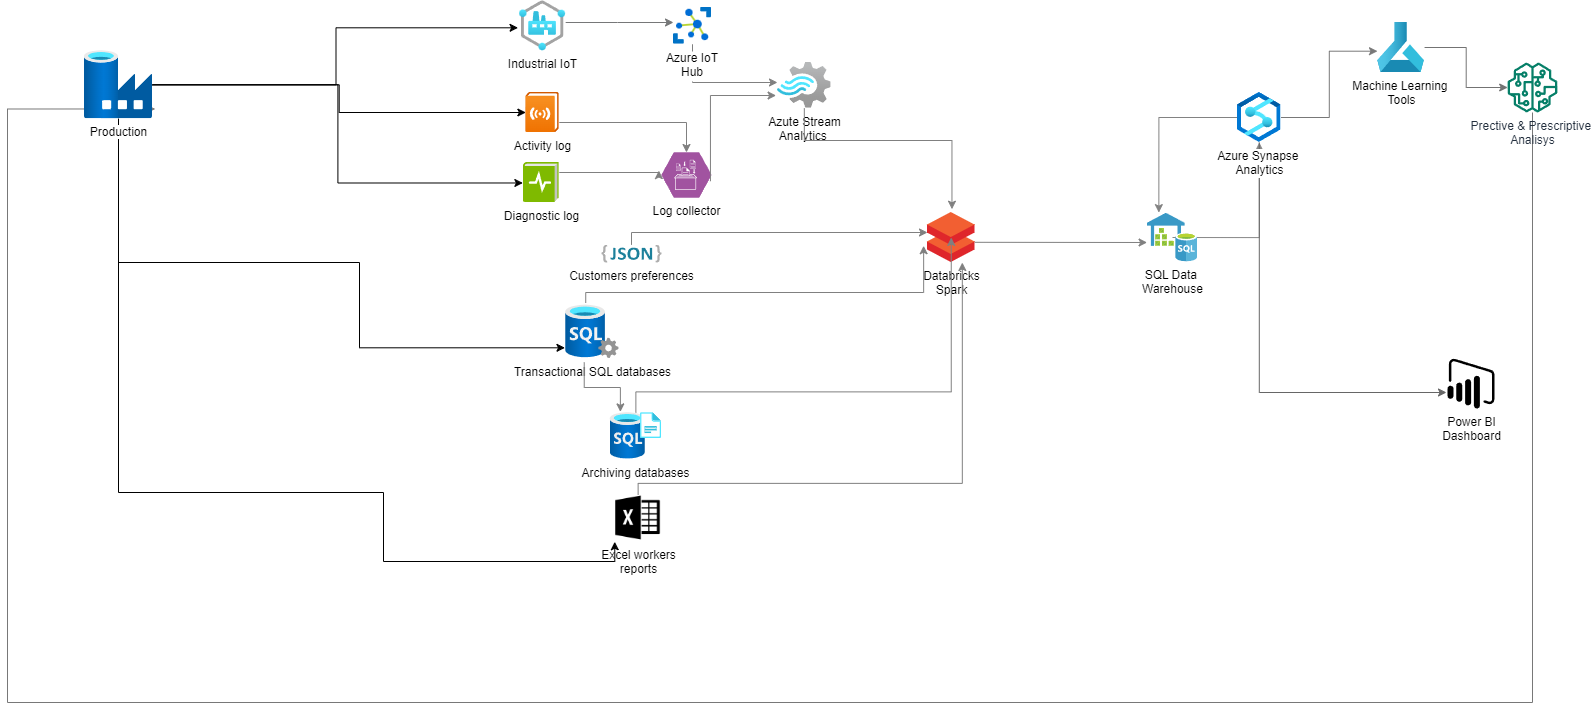 Production
Industrial IoT
Azure IoT
Hub
Activity log
Diagnostic log
Log collector
Azute Stream
Analytics
{JSON}
Customers preferences
SQL
Transactional SQL databases
SQL
Archiving databases
X
Excel workers
reports
Databricks
Spark
SQL
SQL Data
Warehouse
Azure Synapse
Analytics
Machine Learning
Tools
Prective & Prescriptive
Analisys
Power BI
Dashboard